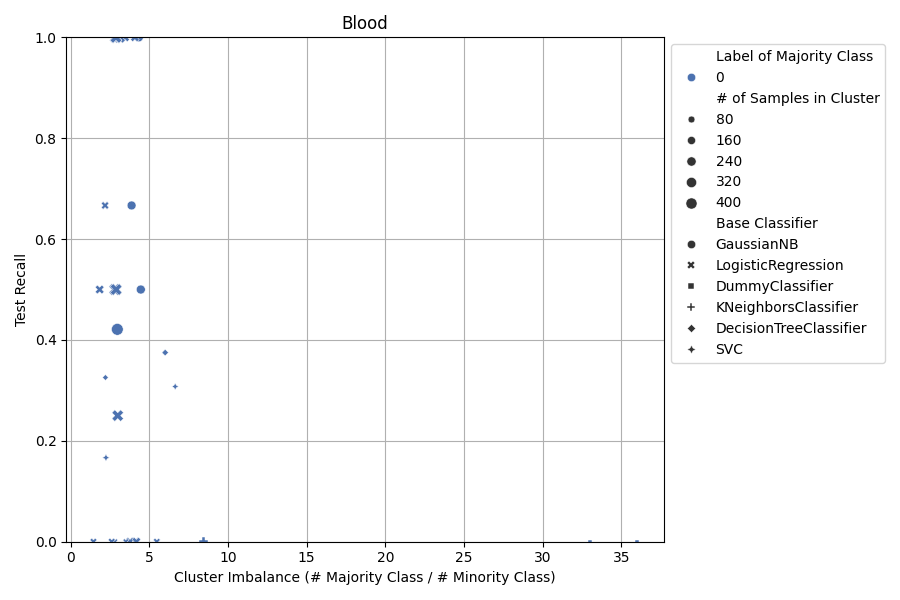 Blood
1.0
0.8
0.6
0.4
0.2
0.0
Test Recall
0 5 10 15 20 25 30 35
Cluster Imbalance (# Majority Class / # Minority Class)
Label of Majority Class
0
# of Samples in Cluster
80
160
240
320
400
Base Classifier
GaussianNB
LogisticRegression
DummyClassifier
KNeighborsClassifier
DecisionTreeClassifier
SVC